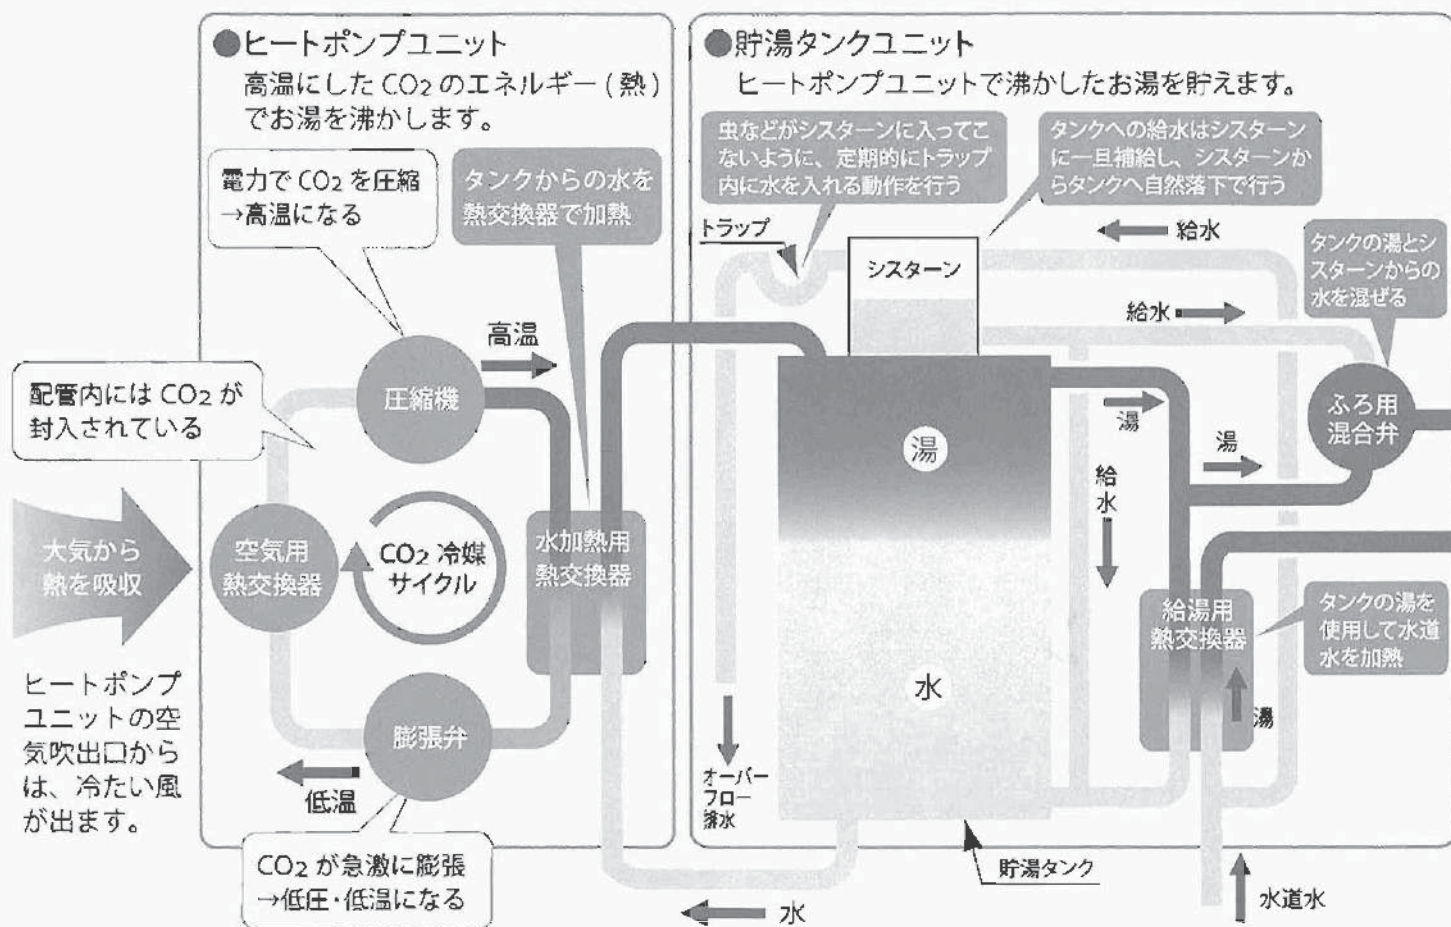 ●ヒートポンプユニット
高温にした CO2 のエネルギー ( 熱 )
でお湯を沸かします。
電力で CO2 を圧縮
→高温になる
タンクからの水を
熱交換器で加熱
高温
圧縮機
配管内には CO2 が
封入されている
大気から
熱を吸収
空気用
熱交換器
CO2 冷媒
サイクル
水加熱用
熱交換器
ヒートポンプ
ユニットの空
気吹出口から
は、冷たい風
が出ます。
膨張弁
低温
CO2 が急激に膨張
→低圧・低温になる
●貯湯タンクユニット
ヒートポンプユニットで沸かしたお湯を貯えます。
虫などがシスターンに入ってこ
ないように、定期的にトラップ
内に水を入れる動作を行う
タンクへの給水はシスターン
に一旦補給し、シスターンか
らタンクへ自然落下で行う
トラップ
シスターン
給水
給水
タンクの湯とシ
スターンからの
水を混ぜる
ふろ用
混合弁
湯
湯
湯
給水
水
給湯用
熱交換器
タンクの湯を
使用して水道
水を加熱
湯
オーバー
フロー
排水
貯湯タンク
水
水道水